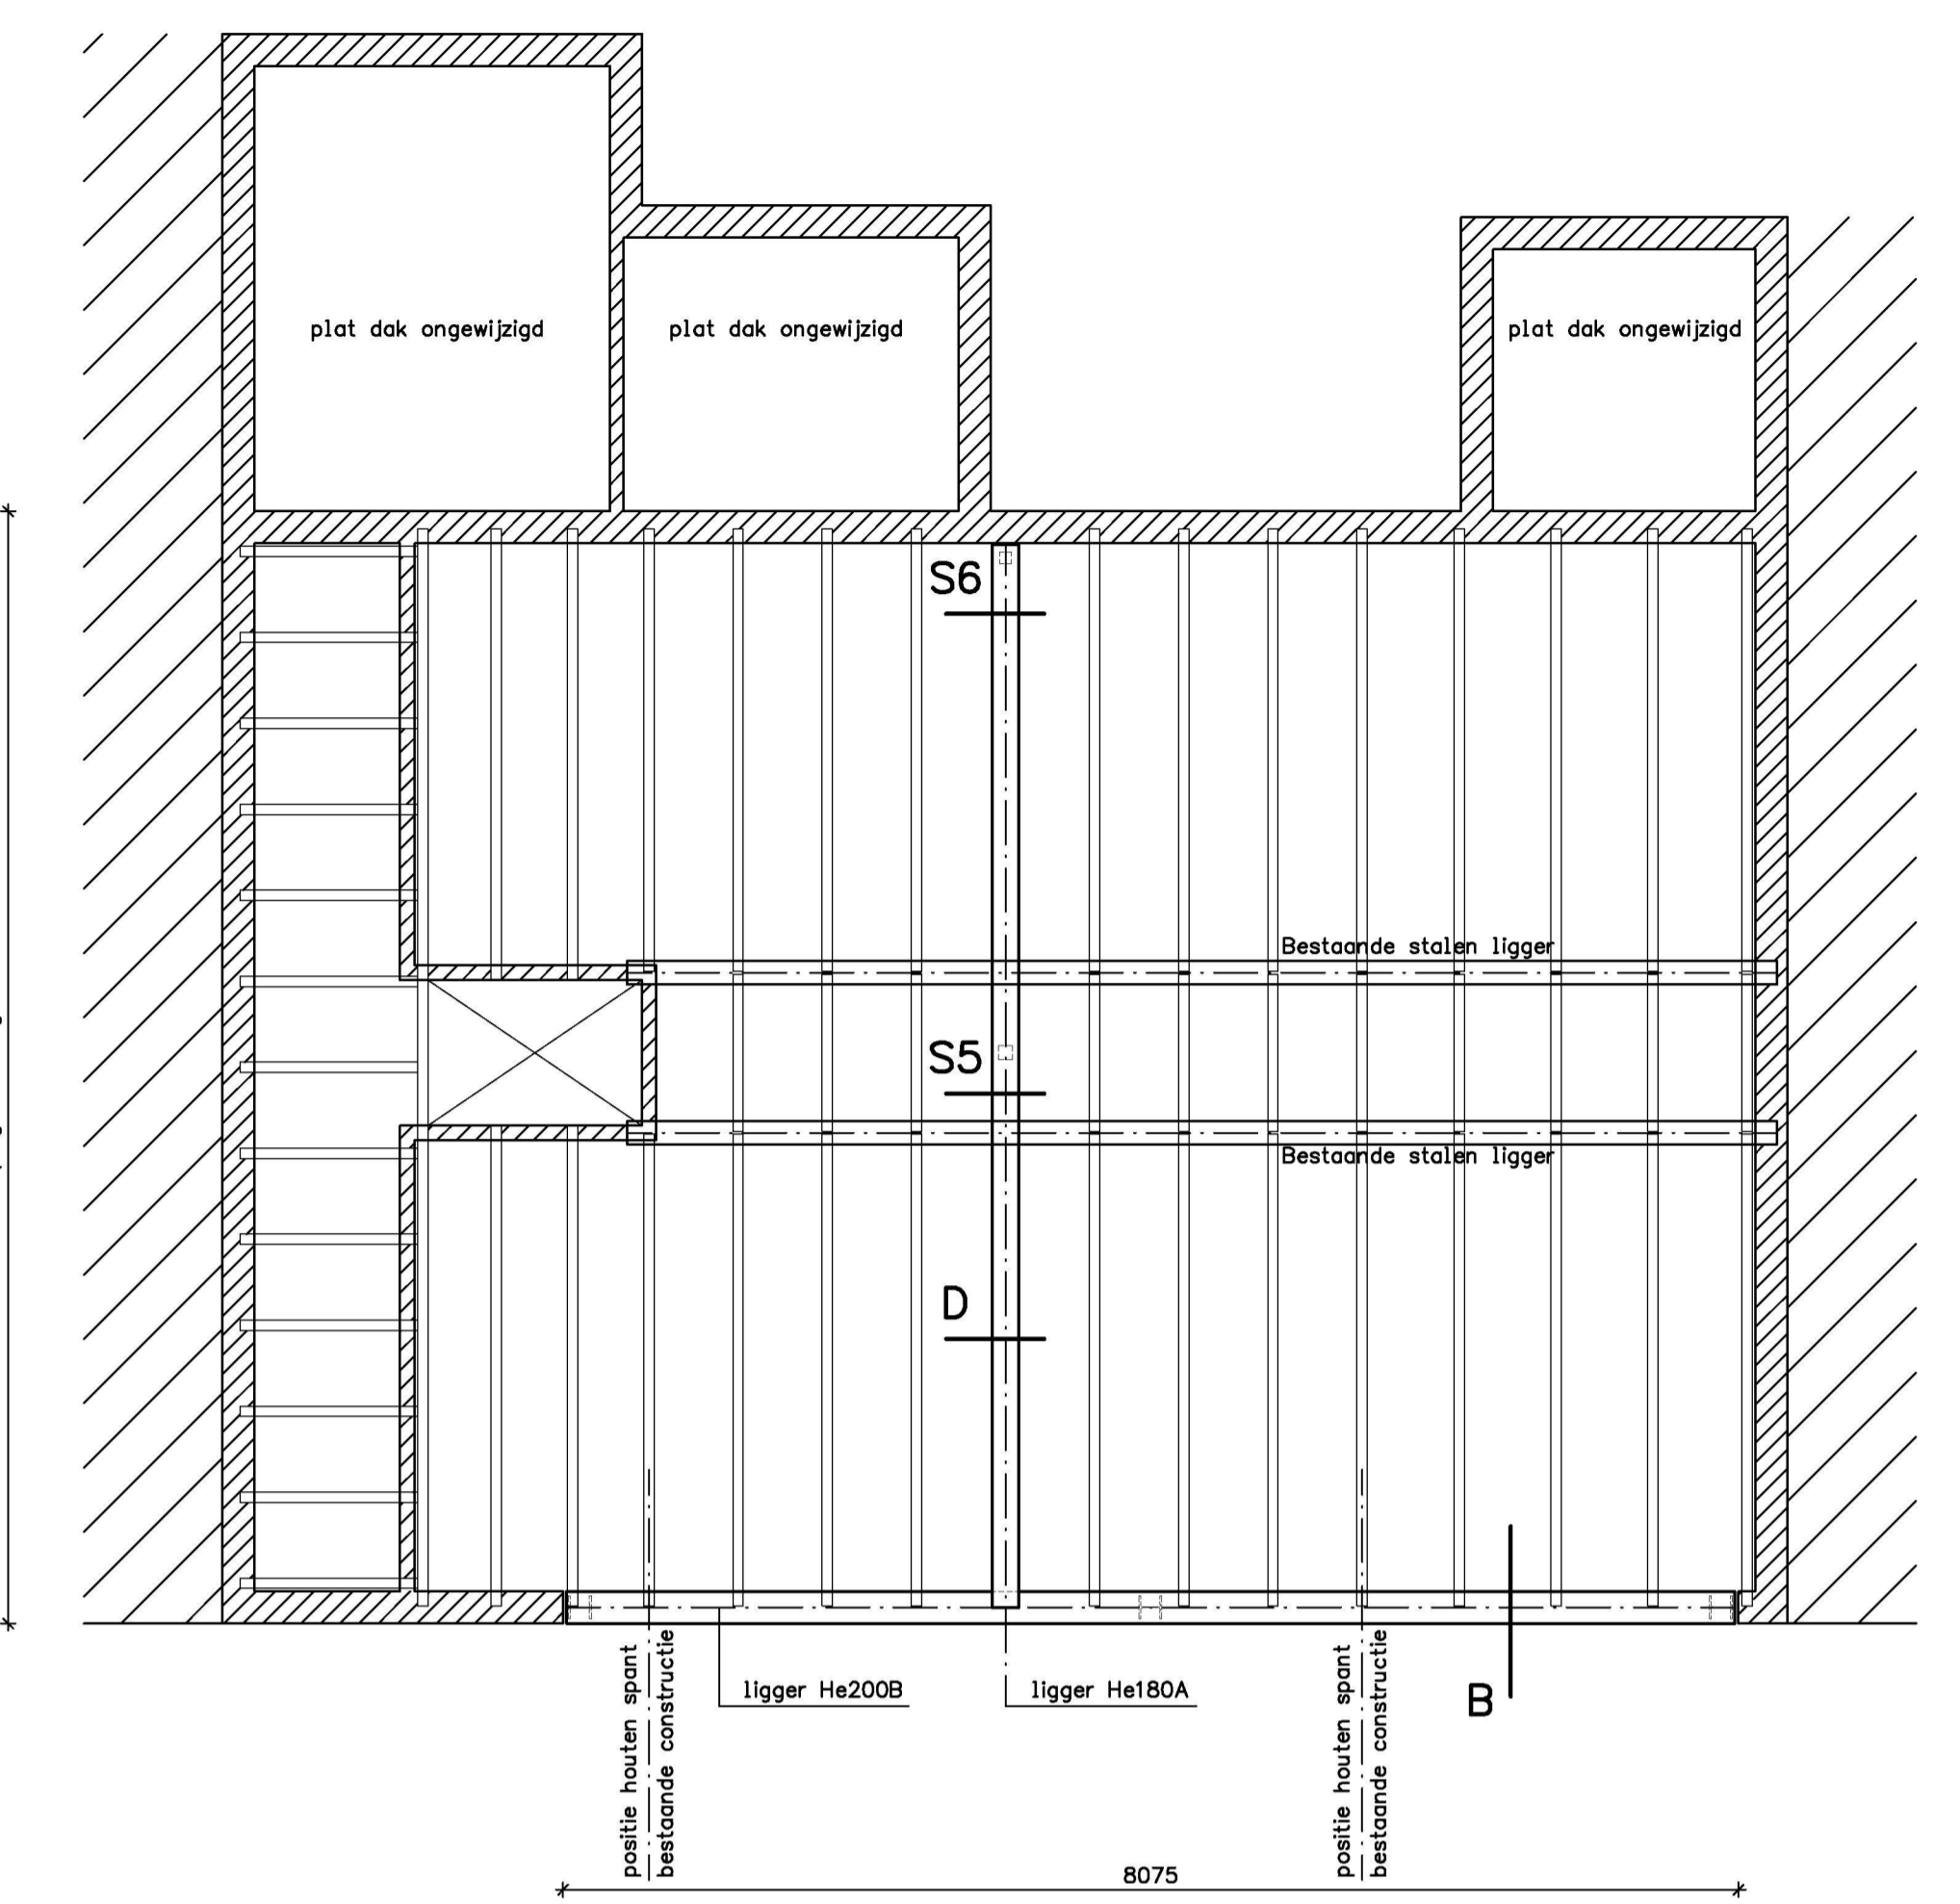 plat dak ongewijzigd
plat dak ongewijzigd
plat dak ongewijzigd
S6
Bestaande stalen ligger
S5
Bestaande stalen ligger
D
positie houten spant
bestaande constructie
ligger He200B
ligger He180A
positie houten spant
bestaande constructie
B
8075